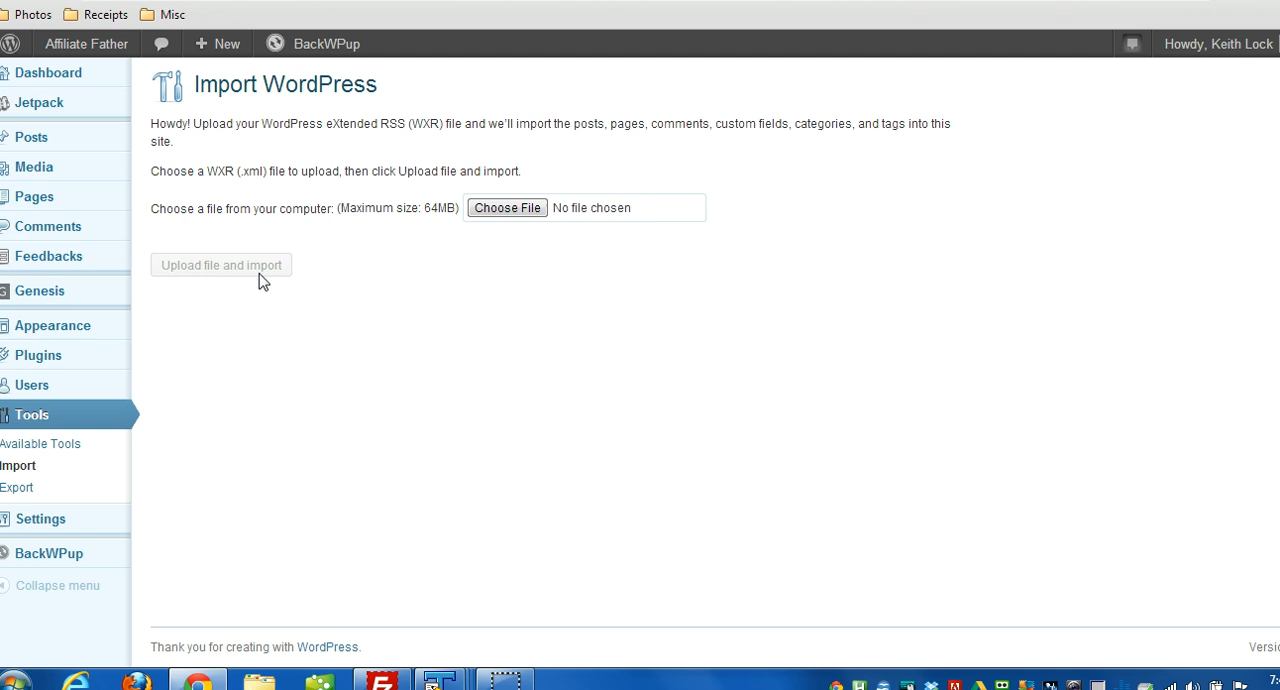 Photos Receipts Misc
Affiliate Father New BackWPup Howdy, Keith Lock
Dashboard
Jetpack
Posts
Media
Pages
Comments
Feedbacks
Genesis
Appearance
Plugins
Users
Tools
Available Tools
Import
Export
Settings
BackWPup
Collapse menu
Import WordPress
Howdy! Upload your WordPress eXtended RSS (WXR) file and we'll import the posts, pages, comments, custom fields, categories, and tags into this
site.
Choose a WXR (.xml) file to upload, then click Upload file and import.
Choose a file from your computer: (Maximum size: 64MB) Choose File No file chosen
Upload file and import
Thank you for creating with WordPress. Versio
7: